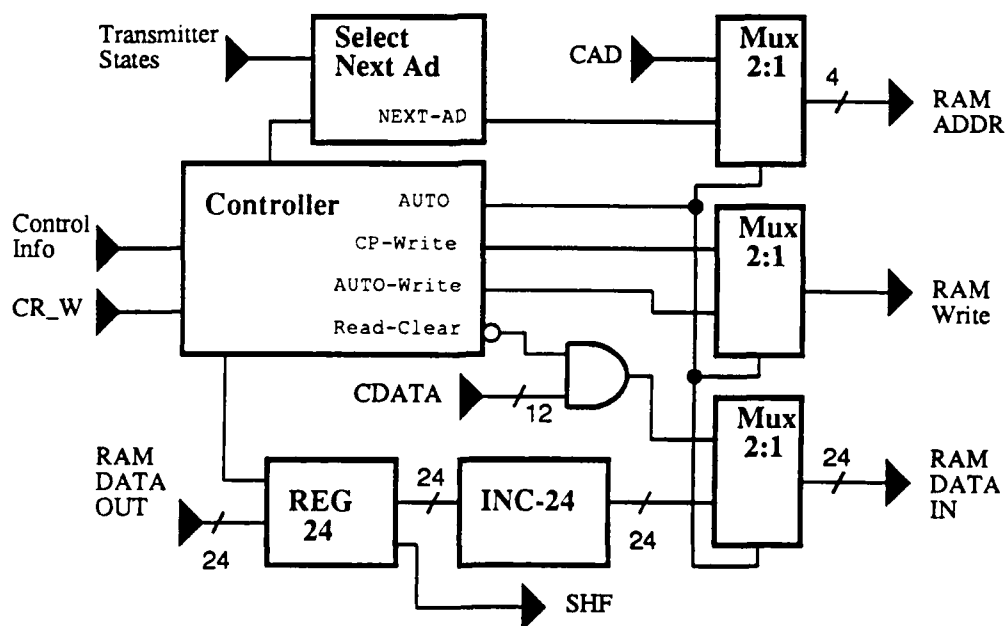 Transmitter
States
Select
Next Ad
NEXT-AD
CAD
Mux
2:1
4
RAM
ADDR
Controller
AUTO
CP-Write
AUTO-Write
Read-Clear
Control
Info
CR_W
Mux
2:1
RAM
Write
CDATA
12
Mux
2:1
24
RAM
DATA
IN
RAM
DATA
OUT
24
REG
24
24
INC-24
24
SHF